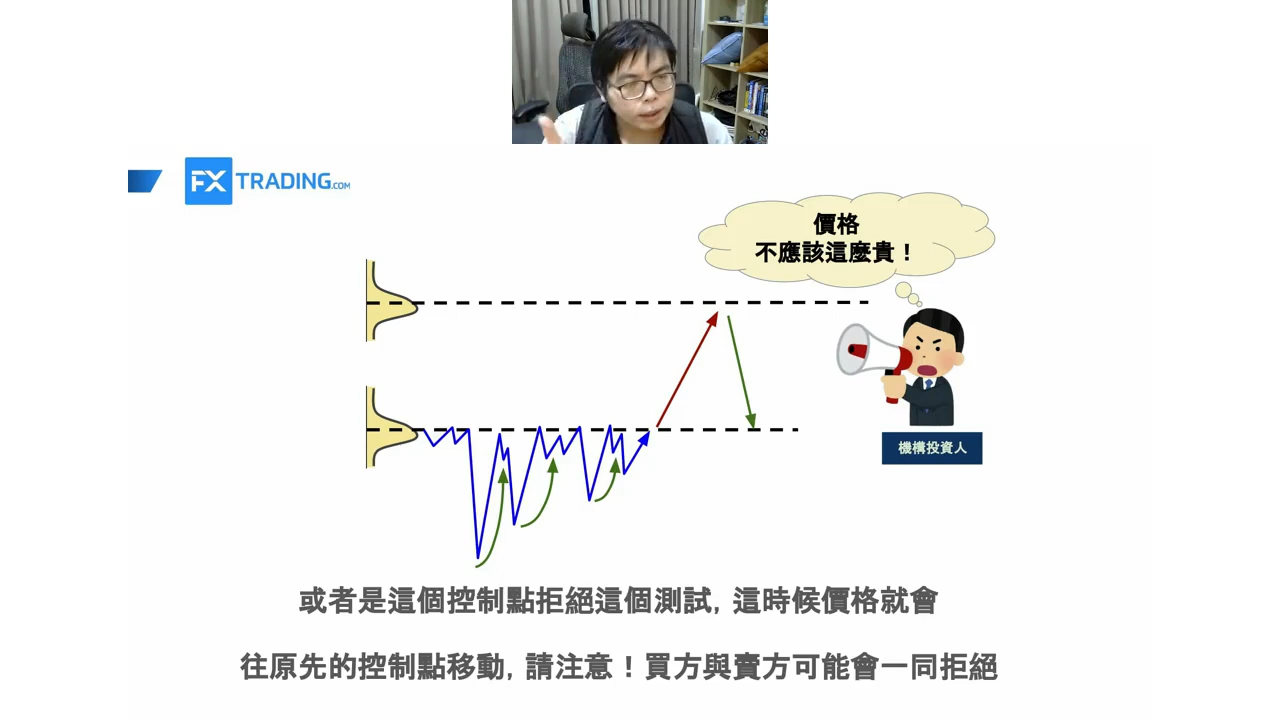 FX TRADING.COM
價格
不應該這麼貴！
機構投資人
或者是這個控制點拒絕這個測試, 這時候價格就會
往原先的控制點移動, 請注意！買方與賣方可能會一同拒絕